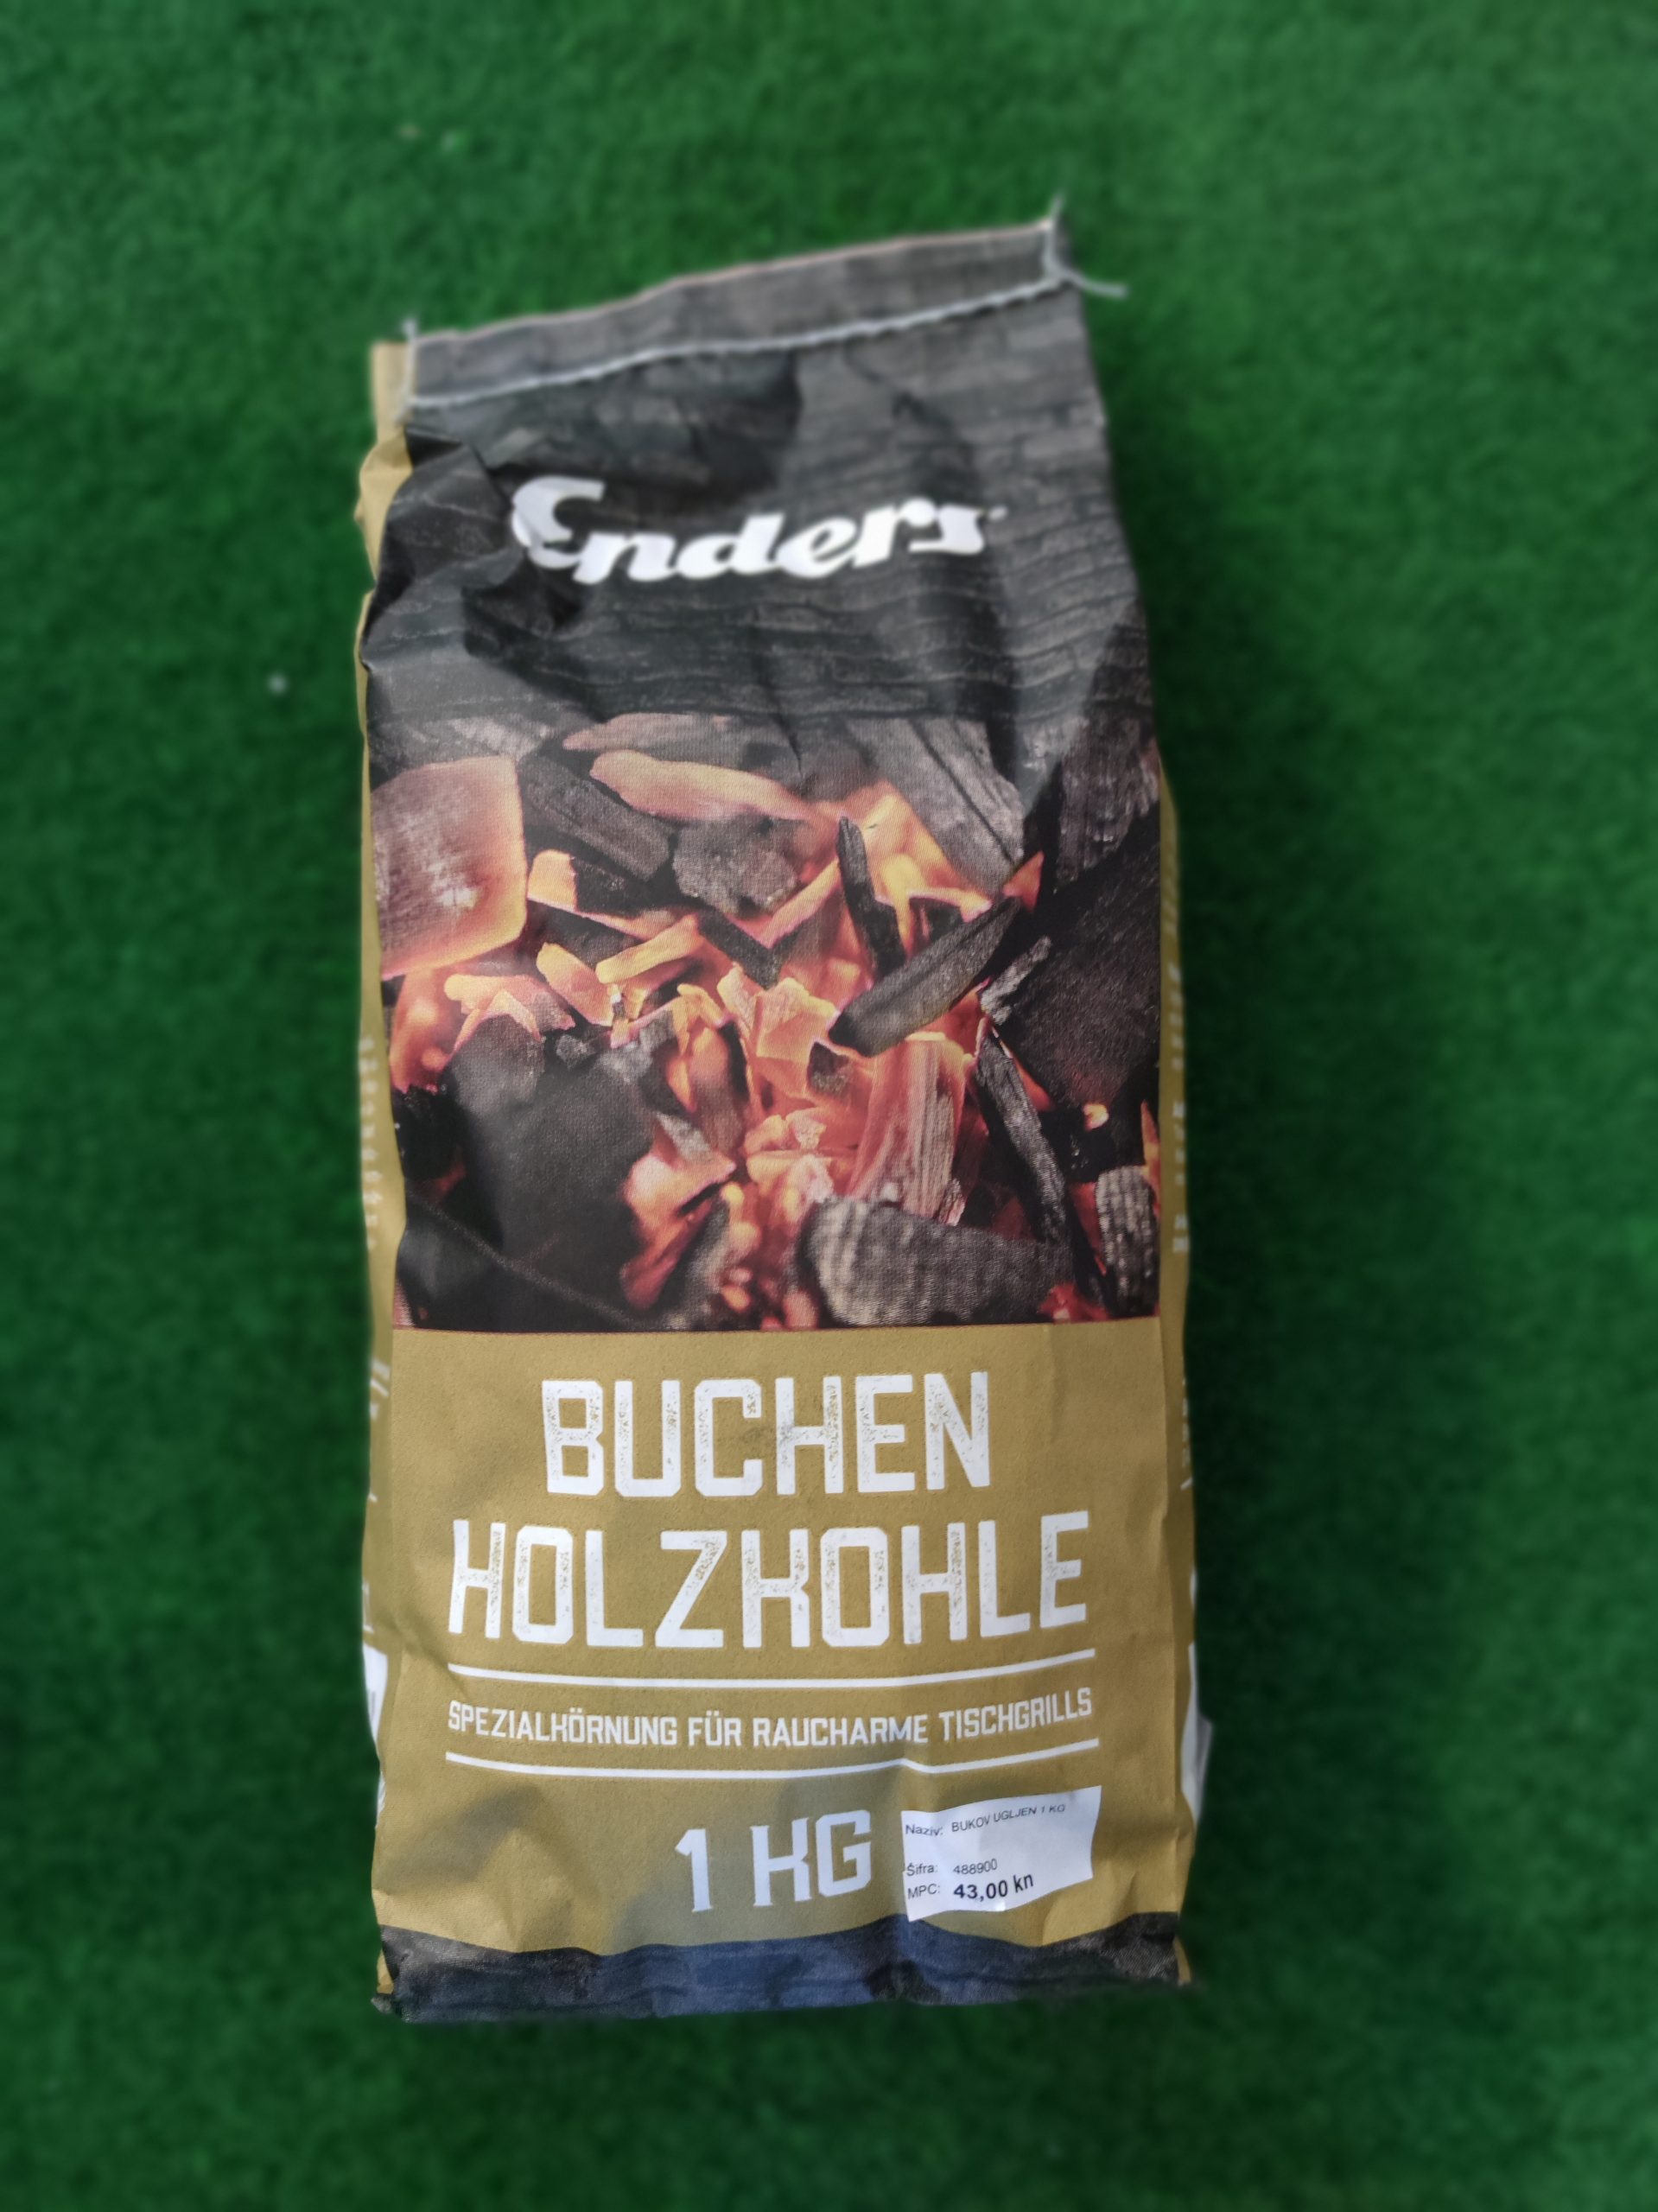 Enders
BUCHEN
HOLZKOHLE
SPEZIALKÖRNUNG FÜR RAUCHARME TISCHGRILLS
1 KG
Naziv: BUKOV UGLJEN 1 KG
Šifra: 488900
MPC: 43,00 kn